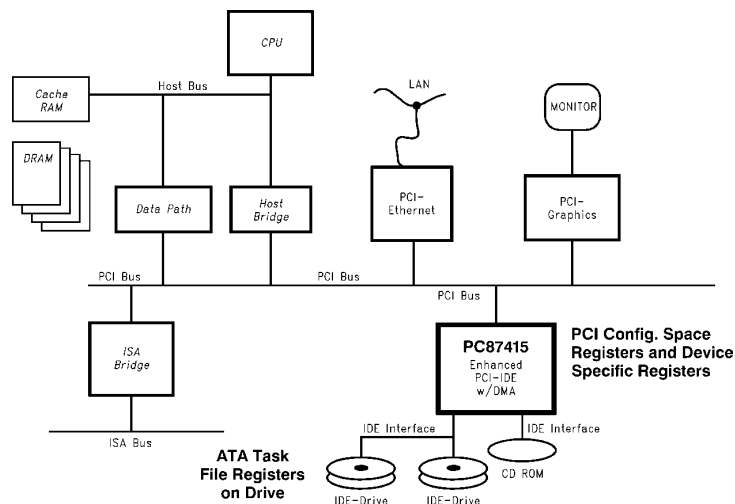 CPU
Host Bus
Cache
RAM
LAN
MONITOR
DRAM
Data Path
Host
Bridge
PCI-
Ethernet
PCI-
Graphics
PCI Bus
PCI Bus
PCI Bus
ISA
Bridge
PC87415
Enhanced
PCI-IDE
w/DMA
PCI Config. Space
Registers and Device
Specific Registers
ISA Bus
IDE Interface
IDE Interface
ATA Task
File Registers
on Drive
CD ROM
IDE-Drive
IDE-Drive